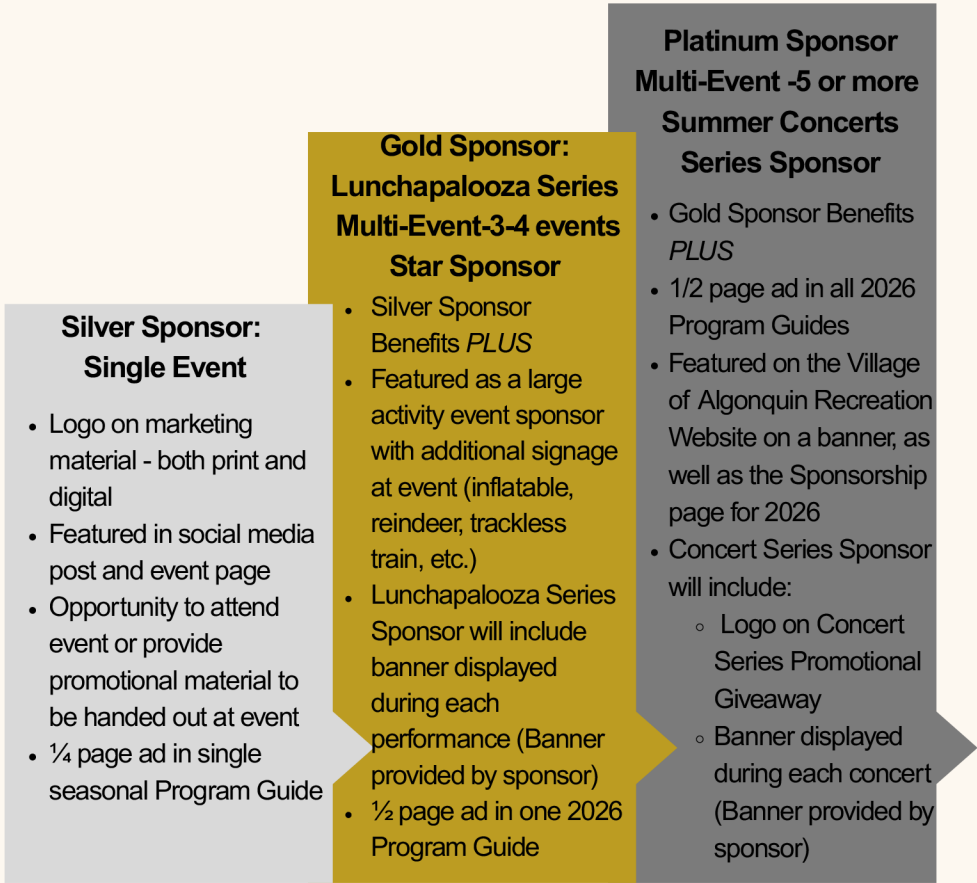 Silver Sponsor:
Single Event
• Logo on marketing
material - both print and
digital
• Featured in social media
post and event page
• Opportunity to attend
event or provide
promotional material to
be handed out at event
• ¼ page ad in single
seasonal Program Guide
Gold Sponsor:
Lunchapalooza Series
Multi-Event-3-4 events
Star Sponsor
• Silver Sponsor
Benefits PLUS
• Featured as a large
activity event sponsor
with additional signage
at event (inflatable,
reindeer, trackless
train, etc.)
• Lunchapalooza Series
Sponsor will include
banner displayed
during each
performance (Banner
provided by sponsor)
• ½ page ad in one 2026
Program Guide
Platinum Sponsor
Multi-Event -5 or more
Summer Concerts
Series Sponsor
• Gold Sponsor Benefits
PLUS
• 1/2 page ad in all 2026
Program Guides
• Featured on the Village
of Algonquin Recreation
Website on a banner, as
well as the Sponsorship
page for 2026
• Concert Series Sponsor
will include:
◦ Logo on Concert
Series Promotional
Giveaway
◦ Banner displayed
during each concert
(Banner provided by
sponsor)